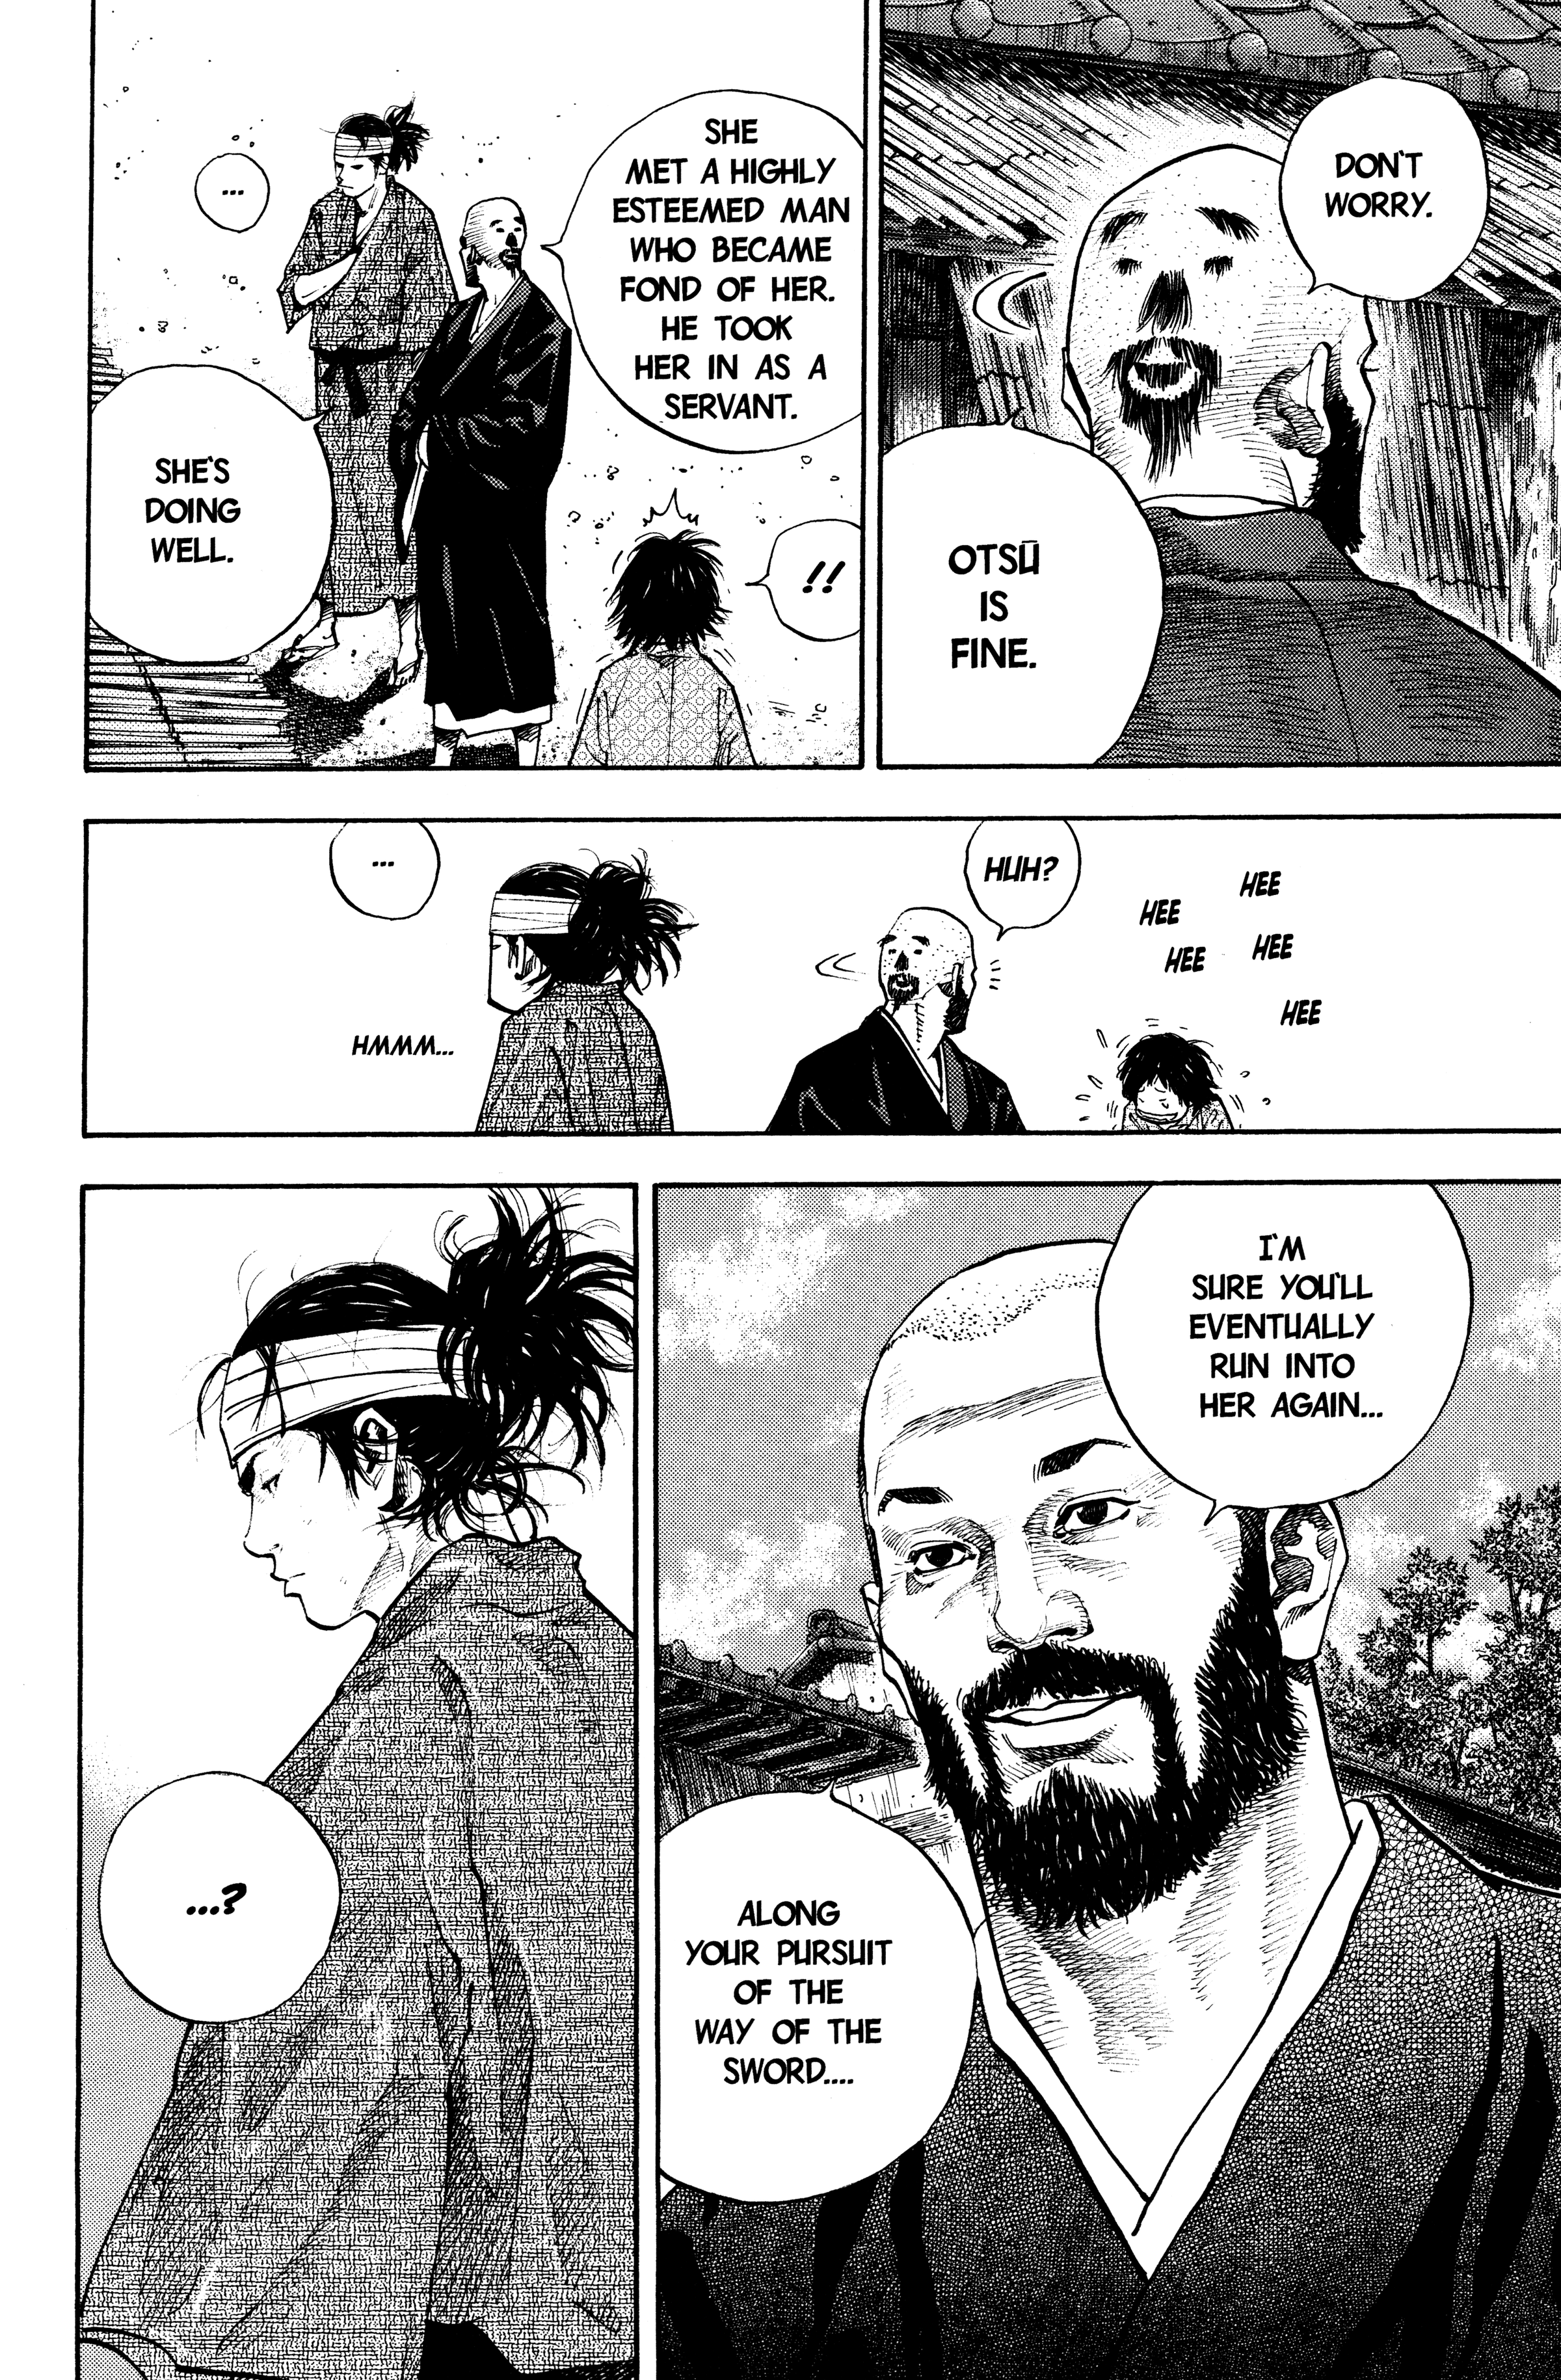 DON'T
WORRY.
OTSŪ
IS
FINE.
SHE
MET A HIGHLY
ESTEEMED MAN
WHO BECAME
FOND OF HER.
HE TOOK
HER IN AS A
SERVANT.
...
SHE'S
DOING
WELL.
!!
HEE
HEE
HEE
HEE
HEE
HUH?
...
HMMM...
I'M
SURE YOU'LL
EVENTUALLY
RUN INTO
HER AGAIN...
ALONG
YOUR PURSUIT
OF THE
WAY OF THE
SWORD....
...?